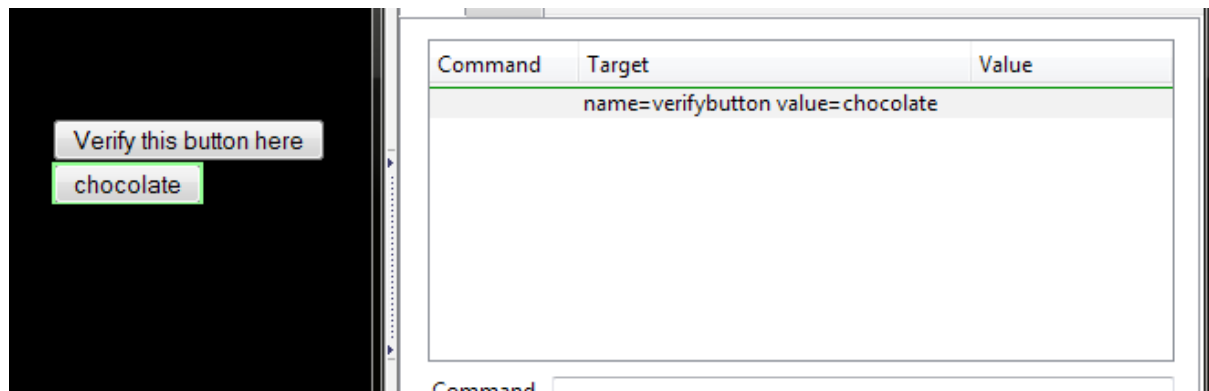 Verify this button here
chocolate
Command Target Value
name=verifybutton value=chocolate
Command